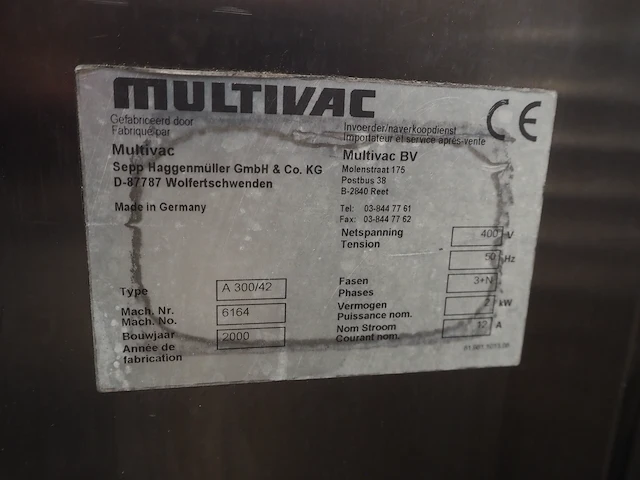 MULTIVAC
CE
Gefabriceerd door
Fabriqué par
Multivac
Sepp Haggenmüller GmbH & Co. KG
D-87787 Wolfertschwenden
Made in Germany
Invoerder/naverkoopdienst
Importateur et service après-vente
Multivac BV
Molenstraat 175
Postbus 38
B-2840 Reet
Tel: 03-844 77 61
Fax: 03-844 77 62
Type A 300/42
Mach. Nr. 6164
Mach. No.
Bouwjaar 2000
Année de
fabrication
Netspanning 400 V
Tension
50 Hz
Fasen 3+N
Phases
Vermogen 2 kW
Puissance nom.
Nom Stroom 12 A
Courant nom.